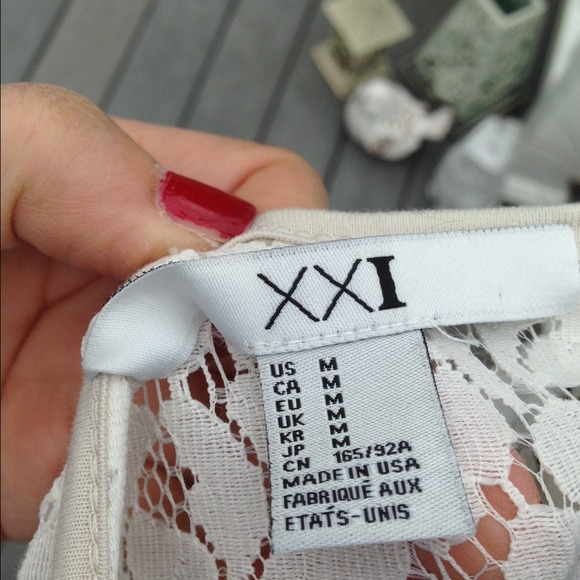 XXI
US M
CA M
EU M
UK M
KR M
JP M
CN 165/92A
MADE IN USA
FABRIQUÉ AUX
ETATS-UNIS